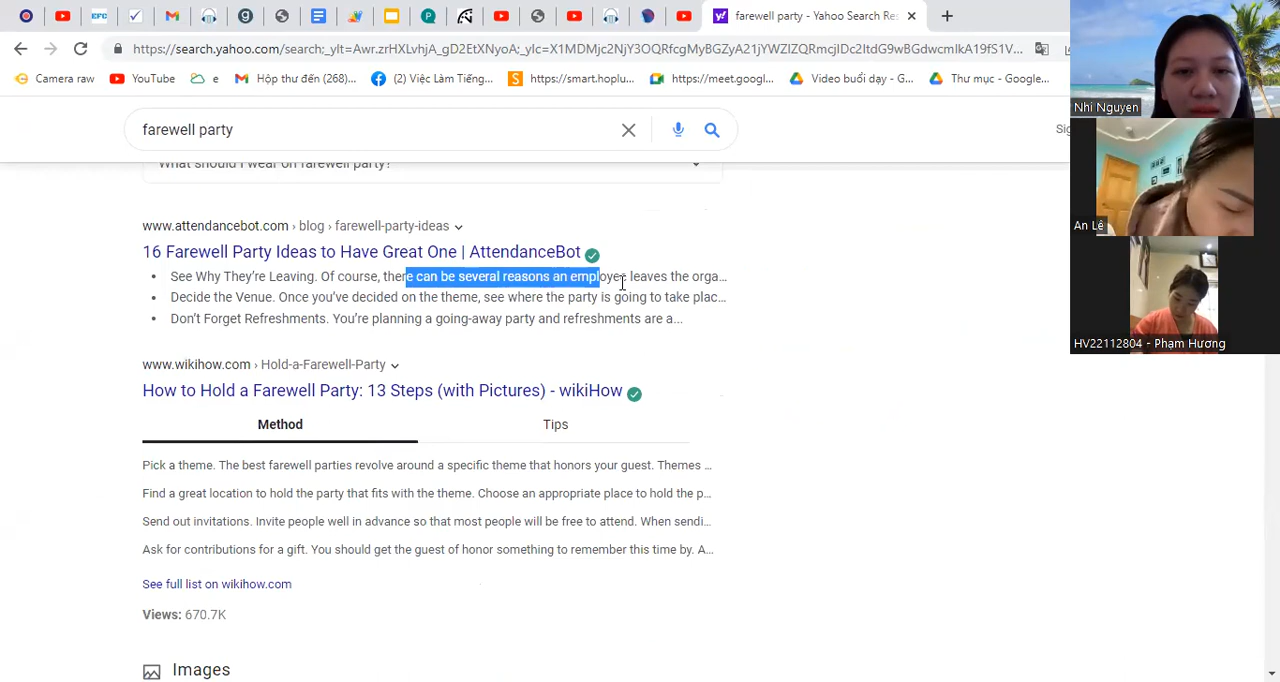 farewell party - Yahoo Search Res
https://search.yahoo.com/search;_ylt=Awr.zrHXLvhjA_gD2EtXNyoA;_ylc=X1MDMjc2NjY3OQRfcgMyBGZyA21jYWZlZQRmcjIDc2ItdG9wBGdwcmlkA19fS1V...
Camera raw
YouTube
e
Hộp thư đến (268)...
(2) Việc Làm Tiếng...
https://smart.hoplu...
https://meet.googl...
Video buổi dạy - G...
Thư mục - Google...
farewell party
Sig
What should I wear on farewell party?
www.attendancebot.com › blog › farewell-party-ideas
16 Farewell Party Ideas to Have Great One | AttendanceBot
• See Why They're Leaving. Of course, there can be several reasons an employee leaves the orga...
• Decide the Venue. Once you've decided on the theme, see where the party is going to take plac...
• Don't Forget Refreshments. You're planning a going-away party and refreshments are a...
www.wikihow.com › Hold-a-Farewell-Party
How to Hold a Farewell Party: 13 Steps (with Pictures) - wikiHow
Method
Tips
Pick a theme. The best farewell parties revolve around a specific theme that honors your guest. Themes ...
Find a great location to hold the party that fits with the theme. Choose an appropriate place to hold the p...
Send out invitations. Invite people well in advance so that most people will be free to attend. When sendi...
Ask for contributions for a gift. You should get the guest of honor something to remember this time by. A...
See full list on wikihow.com
Views: 670.7K
Images
Nhi Nguyen
An Lê
HV22112804 - Phạm Hương